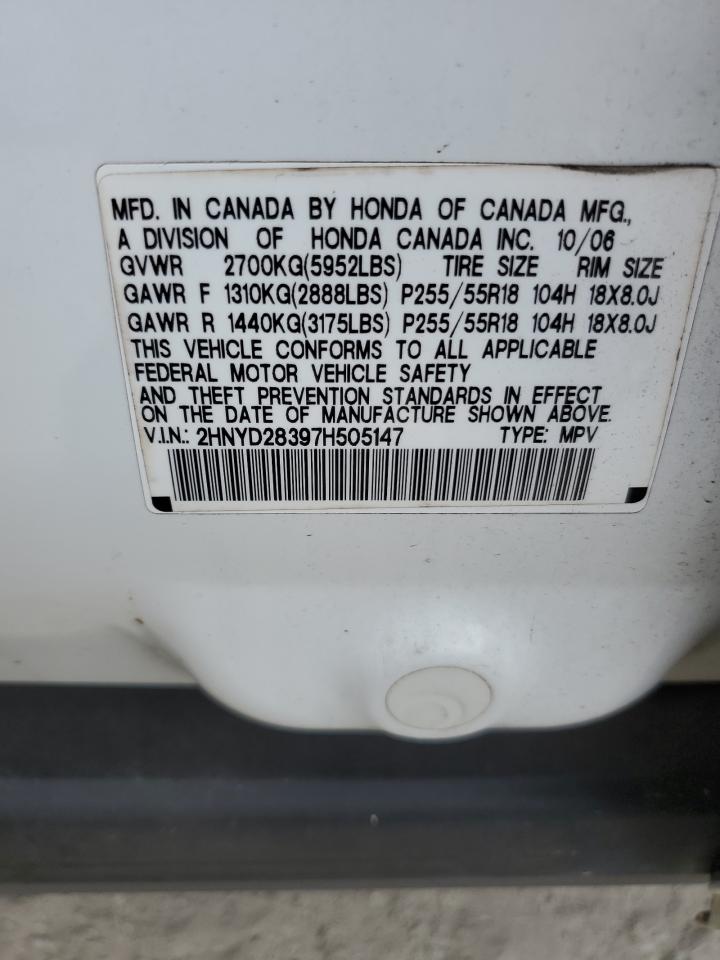 MFD. IN CANADA BY HONDA OF CANADA MFG.,
A DIVISION OF HONDA CANADA INC. 10/06
GVWR 2700KG(5952LBS) TIRE SIZE RIM SIZE
GAWR F 1310KG(2888LBS) P255/55R18 104H 18X8.0J
GAWR R 1440KG(3175LBS) P255/55R18 104H 18X8.0J
THIS VEHICLE CONFORMS TO ALL APPLICABLE
FEDERAL MOTOR VEHICLE SAFETY
AND THEFT PREVENTION STANDARDS IN EFFECT
ON THE DATE OF MANUFACTURE SHOWN ABOVE.
V.I.N.: 2HNYD28397H505147 TYPE: MPV